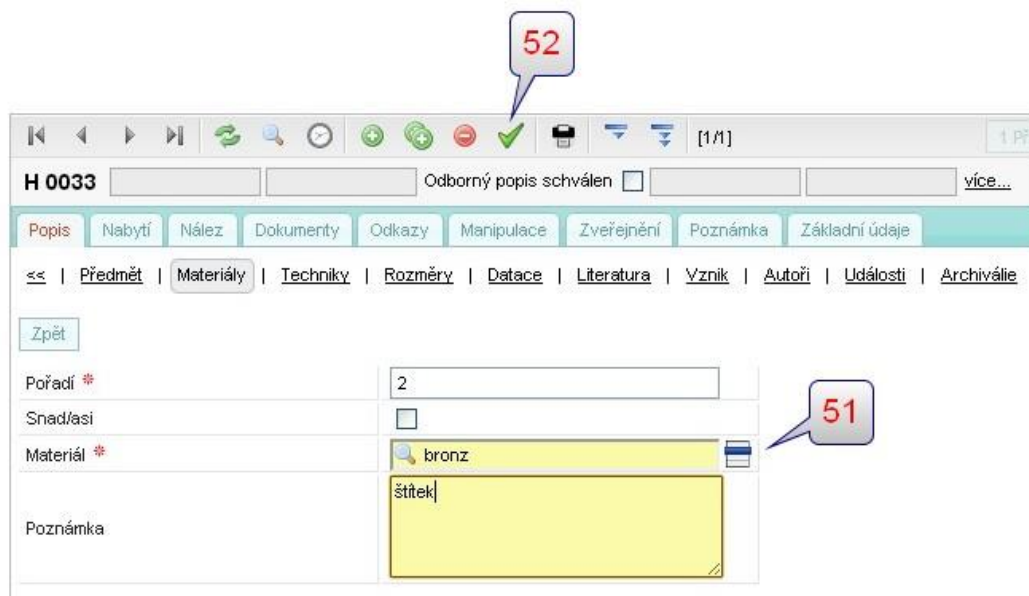 52
[1/1]
1 Př
H 0033 Odborný popis schválen více...
Popis Nabytí Nález Dokumenty Odkazy Manipulace Zveřejnění Poznámka Základní údaje
<< | Předmět | Materiály | Techniky | Rozměry | Datace | Literatura | Vznik | Autoři | Události | Archiválie
Zpět
Pořadí * 2
Snad/asi
51
Materiál * bronz
štítek
Poznámka